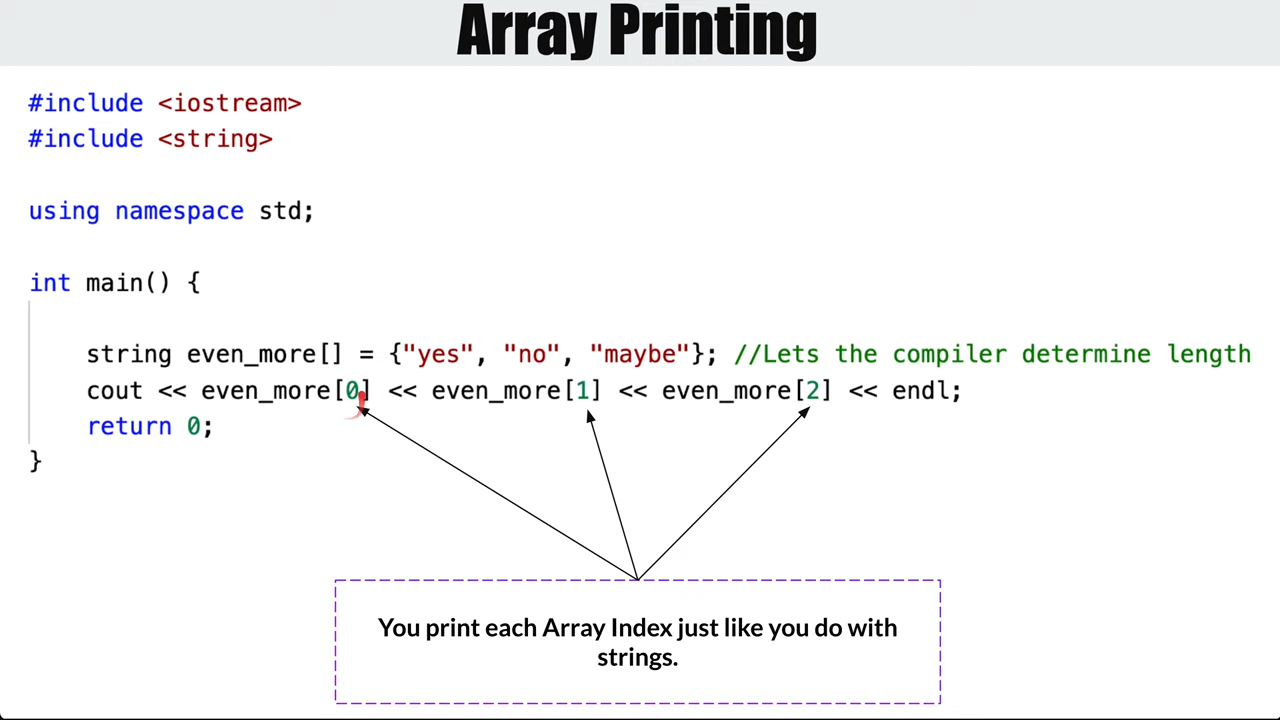 Array Printing
#include <iostream>
#include <string>
using namespace std;
int main() {
string even_more[] = {"yes", "no", "maybe"}; //Lets the compiler determine length
cout << even_more[0] << even_more[1] << even_more[2] << endl;
return 0;
}
You print each Array Index just like you do with
strings.